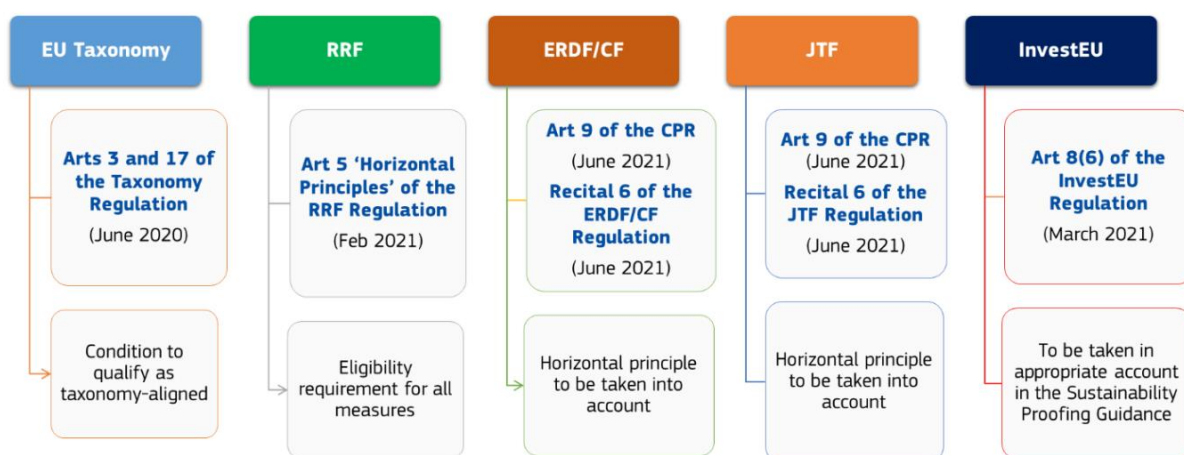 EU Taxonomy
RRF
ERDF/CF
JTF
InvestEU
Arts 3 and 17 of
the Taxonomy
Regulation
(June 2020)
Art 5 ‘Horizontal
Principles’ of the
RRF Regulation
(Feb 2021)
Art 9 of the CPR
(June 2021)
Recital 6 of the
ERDF/CF
Regulation
(June 2021)
Art 9 of the CPR
(June 2021)
Recital 6 of the
JTF Regulation
(June 2021)
Art 8(6) of the
InvestEU
Regulation
(March 2021)
Condition to
qualify as
taxonomy-aligned
Eligibility
requirement for all
measures
Horizontal principle
to be taken into
account
Horizontal principle
to be taken into
account
To be taken in
appropriate account
in the Sustainability
Proofing Guidance